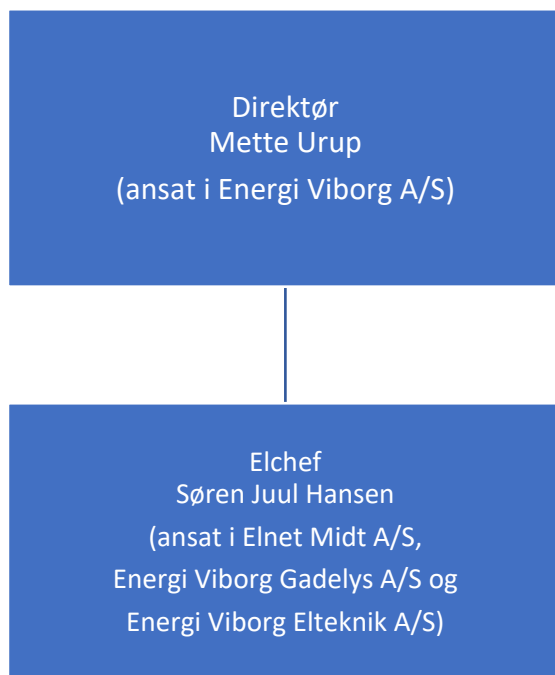 Direktør
Mette Urup
(ansat i Energi Viborg A/S)
Elchef
Søren Juul Hansen
(ansat i Elnet Midt A/S,
Energi Viborg Gadelys A/S og
Energi Viborg Elteknik A/S)